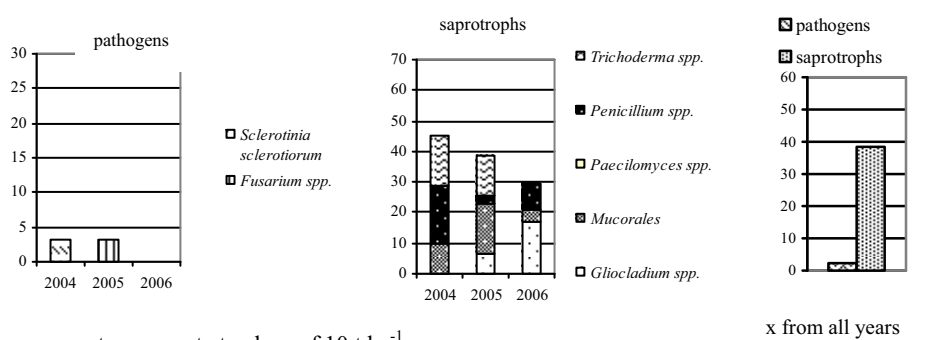 pathogens
30
25
20
15
10
5
0
2004 2005 2006
Sclerotinia
sclerotiorum
Fusarium spp.
saprotrophs
70
60
50
40
30
20
10
0
2004 2005 2006
Trichoderma spp.
Penicillium spp.
Paecilomyces spp.
Mucorales
Gliocladium spp.
pathogens
saprotrophs
60
50
40
30
20
10
0
x from all years